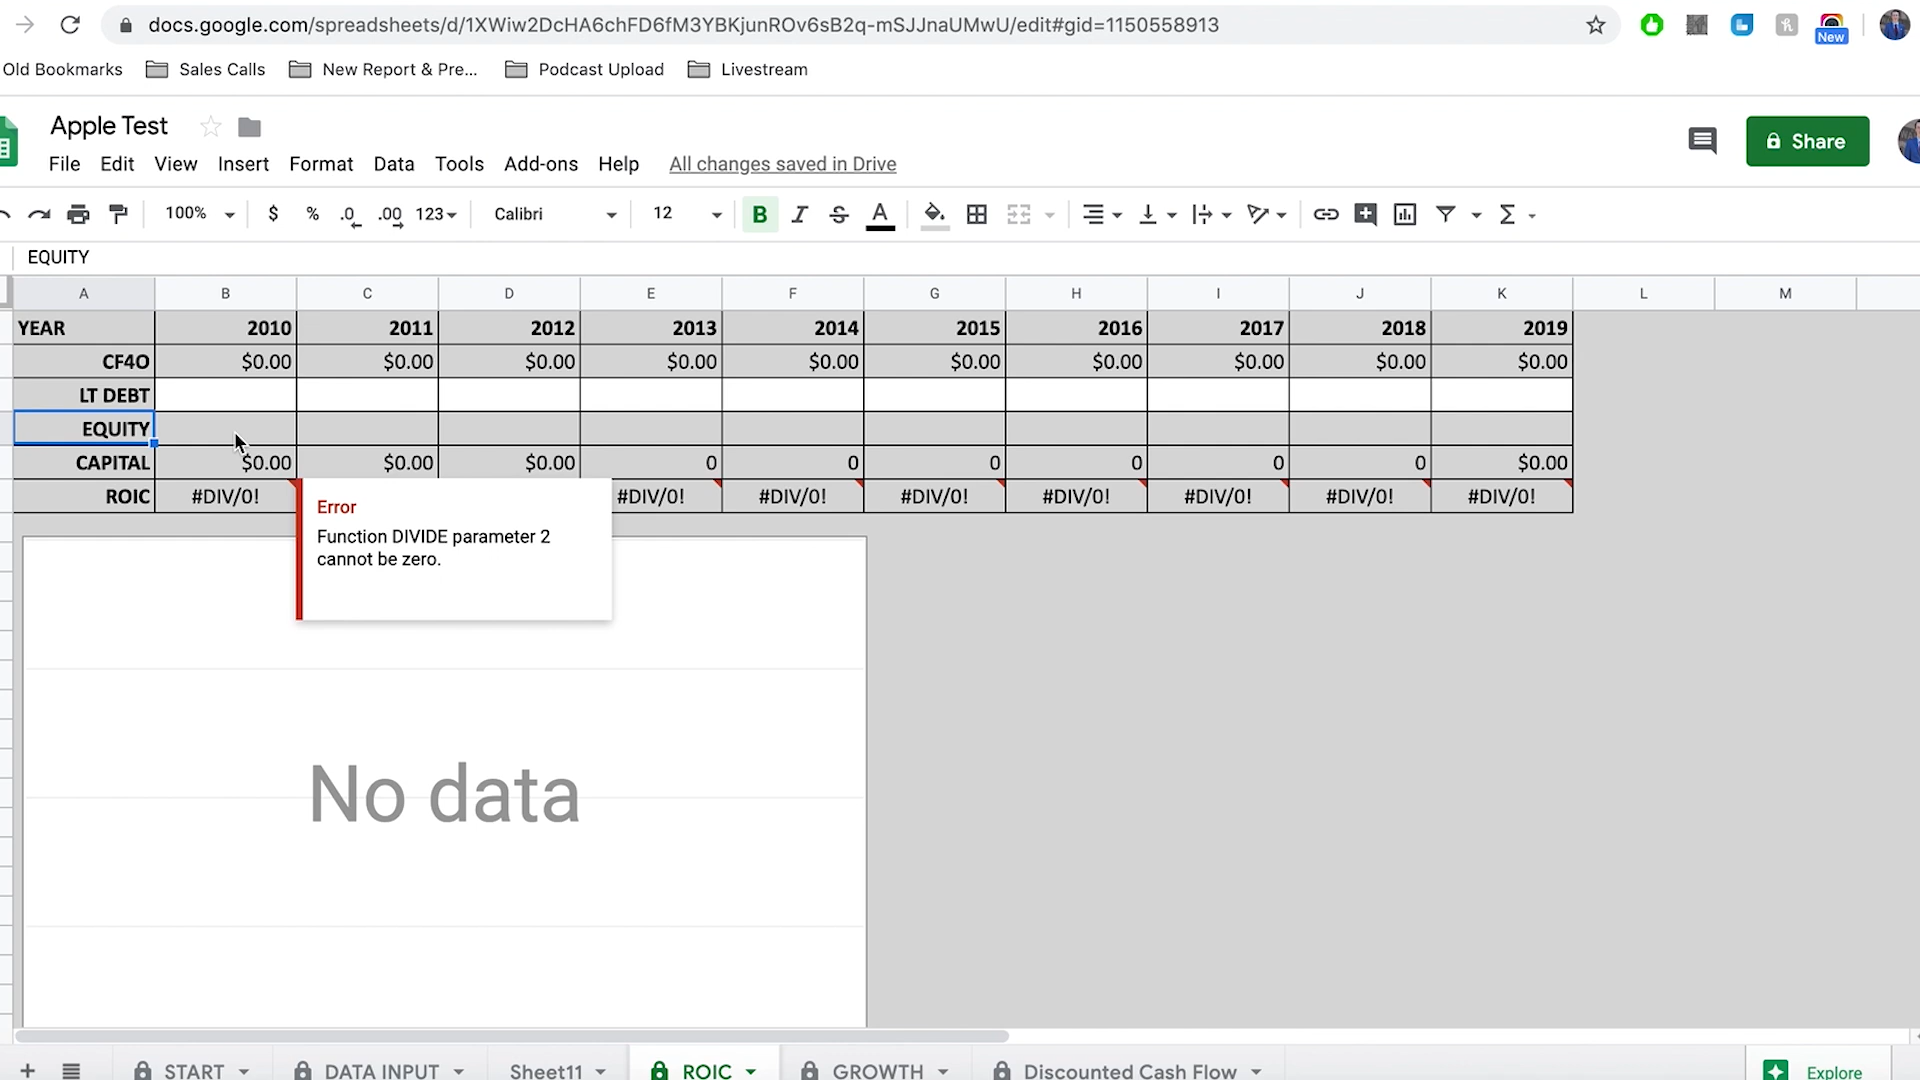 docs.google.com/spreadsheets/d/1XWiw2DcHA6chFD6fM3YBKjunROv6sB2q-mSJJnaUMwU/edit#gid=1150558913
New
Old Bookmarks Sales Calls New Report & Pre... Podcast Upload Livestream
Apple Test
File Edit View Insert Format Data Tools Add-ons Help All changes saved in Drive
Share
100% $ % .0 .00 123 Calibri 12 B I S A Σ
EQUITY
A B C D E F G H I J K L M
YEAR 2010 2011 2012 2013 2014 2015 2016 2017 2018 2019
CF4O $0.00 $0.00 $0.00 $0.00 $0.00 $0.00 $0.00 $0.00 $0.00 $0.00
LT DEBT
EQUITY
CAPITAL $0.00 $0.00 $0.00 0 0 0 0 0 0 $0.00
ROIC #DIV/0! #DIV/0! #DIV/0! #DIV/0! #DIV/0! #DIV/0! #DIV/0! #DIV/0!
Error
Function DIVIDE parameter 2
cannot be zero.
No data
START DATA INPUT Sheet11 ROIC GROWTH Discounted Cash Flow Explore